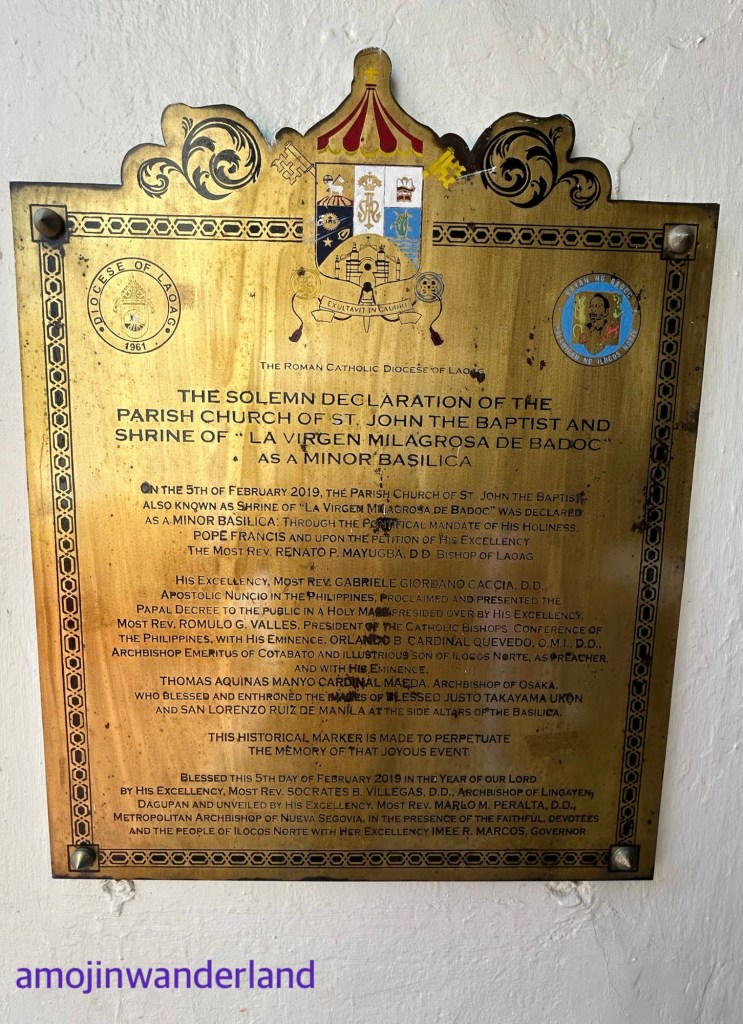 EXULTAVIT IN GAUDIO
DIOCESE OF LAOAG
1961
BAYAN NG BADOC
LALAWIGAN NG ILOCOS NORTE
THE ROMAN CATHOLIC DIOCESE OF LAOAG
THE SOLEMN DECLARATION OF THE
PARISH CHURCH OF ST. JOHN THE BAPTIST AND
SHRINE OF " LA VIRGEN MILAGROSA DE BADOC"
AS A MINOR BASILICA
ON THE 5TH OF FEBRUARY 2019, THE PARISH CHURCH OF ST. JOHN THE BAPTIST,
ALSO KNOWN AS SHRINE OF "LA VIRGEN MILAGROSA DE BADOC" WAS DECLARED
AS A MINOR BASILICA; THROUGH THE PONTIFICAL MANDATE OF HIS HOLINESS,
POPE FRANCIS AND UPON THE PETITION OF HIS EXCELLENCY
THE MOST REV. RENATO P. MAYUGBA, D.D. BISHOP OF LAOAG
HIS EXCELLENCY, MOST REV. GABRIELE GIORDANO CACCIA, D.D.,
APOSTOLIC NUNCIO IN THE PHILIPPINES, PROCLAIMED AND PRESENTED THE
PAPAL DECREE TO THE PUBLIC IN A HOLY MASS PRESIDED OVER BY HIS EXCELLENCY,
MOST REV. ROMULO G. VALLES, PRESIDENT OF THE CATHOLIC BISHOPS' CONFERENCE OF
THE PHILIPPINES, WITH HIS EMINENCE, ORLANDO B. CARDINAL QUEVEDO, O.M.I., D.D.,
ARCHBISHOP EMERITUS OF COTABATO AND ILLUSTRIOUS SON OF ILOCOS NORTE, AS PREACHER,
AND WITH HIS EMINENCE,
THOMAS AQUINAS MANYO CARDINAL MAEDA, ARCHBISHOP OF OSAKA,
WHO BLESSED AND ENTHRONED THE IMAGES OF BLESSED JUSTO TAKAYAMA UKON
AND SAN LORENZO RUIZ DE MANILA AT THE SIDE ALTARS OF THE BASILICA.
THIS HISTORICAL MARKER IS MADE TO PERPETUATE
THE MEMORY OF THAT JOYOUS EVENT.
BLESSED THIS 5TH DAY OF FEBRUARY 2019 IN THE YEAR OF OUR LORD
BY HIS EXCELLENCY, MOST REV. SOCRATES B. VILLEGAS, D.D., ARCHBISHOP OF LINGAYEN,
DAGUPAN AND UNVEILED BY HIS EXCELLENCY, MOST REV. MARLO M. PERALTA, D.D.,
METROPOLITAN ARCHBISHOP OF NUEVA SEGOVIA, IN THE PRESENCE OF THE FAITHFUL, DEVOTEES
AND THE PEOPLE OF ILOCOS NORTE WITH HER EXCELLENCY IMEE R. MARCOS, GOVERNOR
amojinwanderland